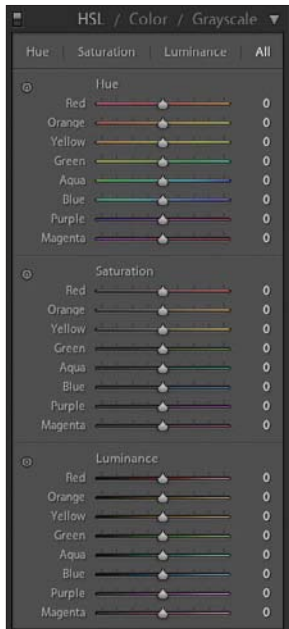 HSL / Color / Grayscale
Hue | Saturation | Luminance | All
Hue
Red 0
Orange 0
Yellow 0
Green 0
Aqua 0
Blue 0
Purple 0
Magenta 0
Saturation
Red 0
Orange 0
Yellow 0
Green 0
Aqua 0
Blue 0
Purple 0
Magenta 0
Luminance
Red 0
Orange 0
Yellow 0
Green 0
Aqua 0
Blue 0
Purple 0
Magenta 0